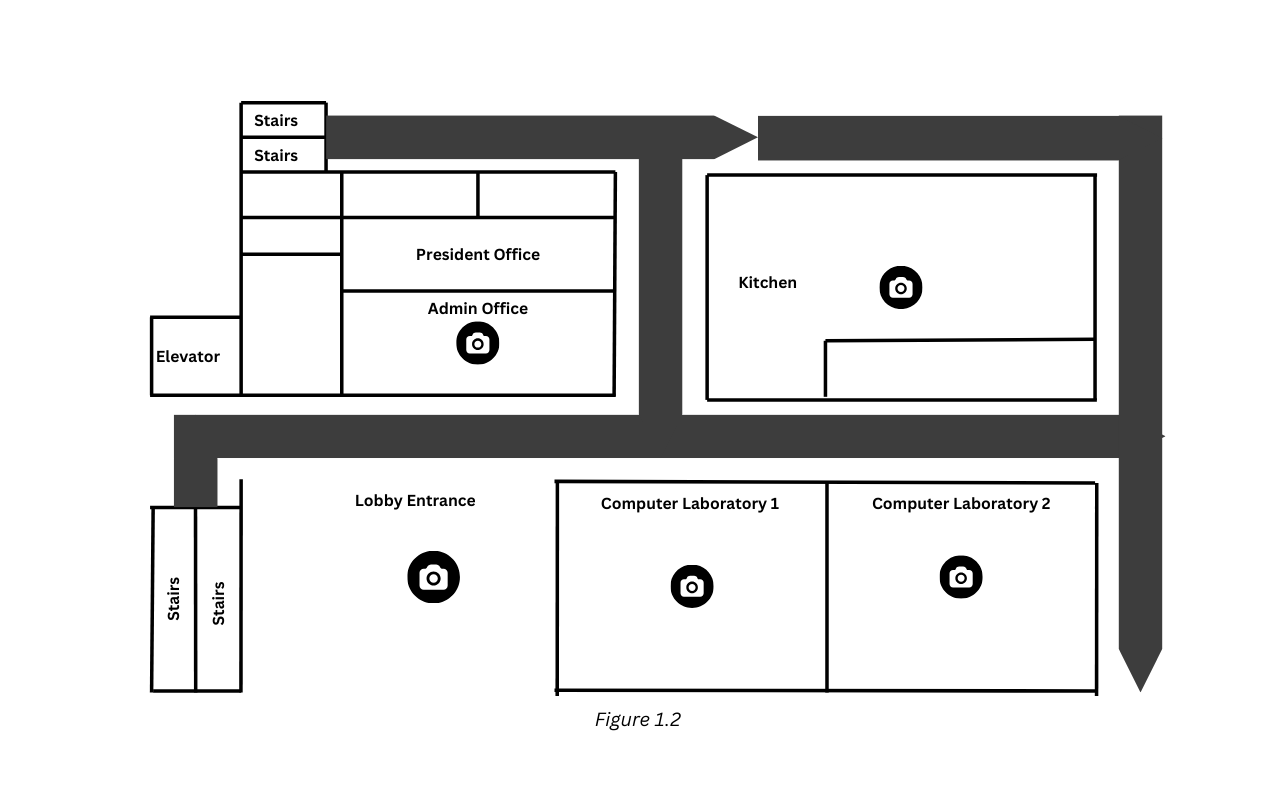 Stairs
Stairs
President Office
Admin Office
Kitchen
Elevator
Lobby Entrance
Computer Laboratory 1
Computer Laboratory 2
Stairs
Stairs
Figure 1.2